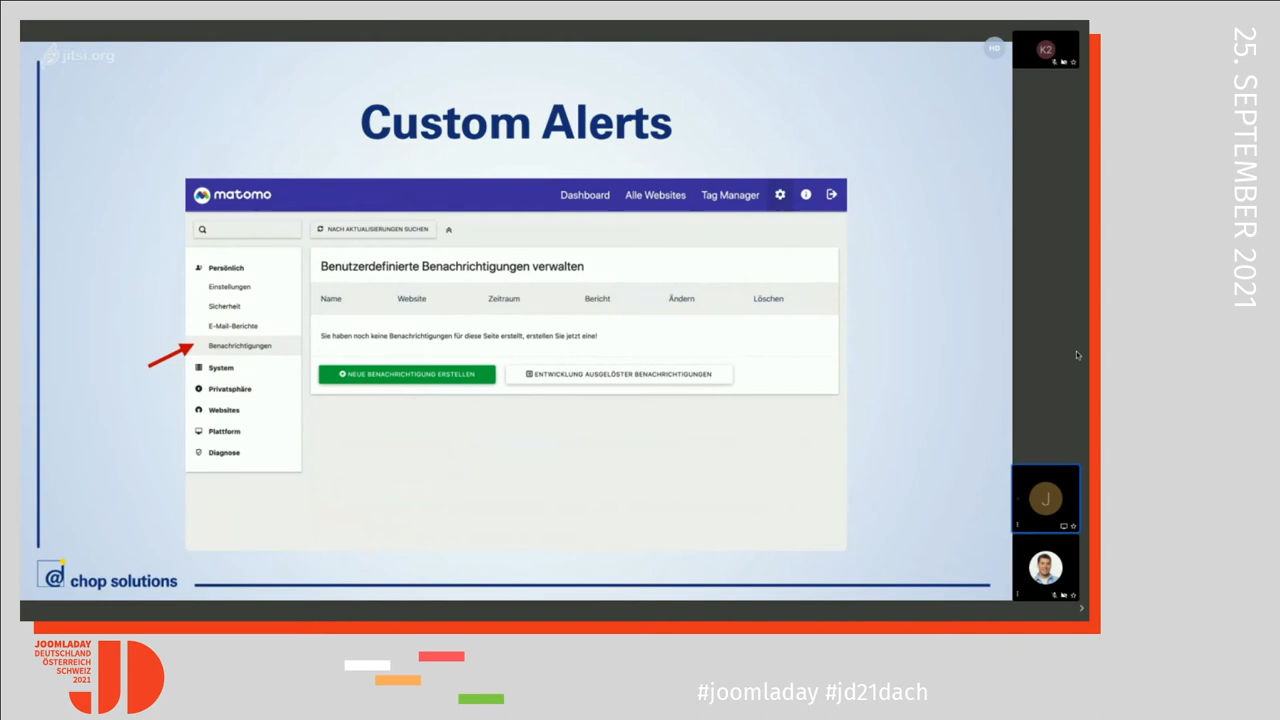 jitsi.org
HD
K2
25. SEPTEMBER 2021
Custom Alerts
matomo
Dashboard Alle Websites Tag Manager
NACH AKTUALISIERUNGEN SUCHEN
Persönlich
Einstellungen
Sicherheit
E-Mail-Berichte
Benachrichtigungen
System
Privatsphäre
Websites
Plattform
Diagnose
Benutzerdefinierte Benachrichtigungen verwalten
Name Website Zeitraum Bericht Ändern Löschen
Sie haben noch keine Benachrichtigungen für diese Seite erstellt, erstellen Sie jetzt eine!
NEUE BENACHRICHTIGUNG ERSTELLEN
ENTWICKLUNG AUSGELÖSTER BENACHRICHTIGUNGEN
J
@ chop solutions
JOOMLADAY
DEUTSCHLAND
ÖSTERREICH
SCHWEIZ
2021
JD
#joomladay #jd21dach